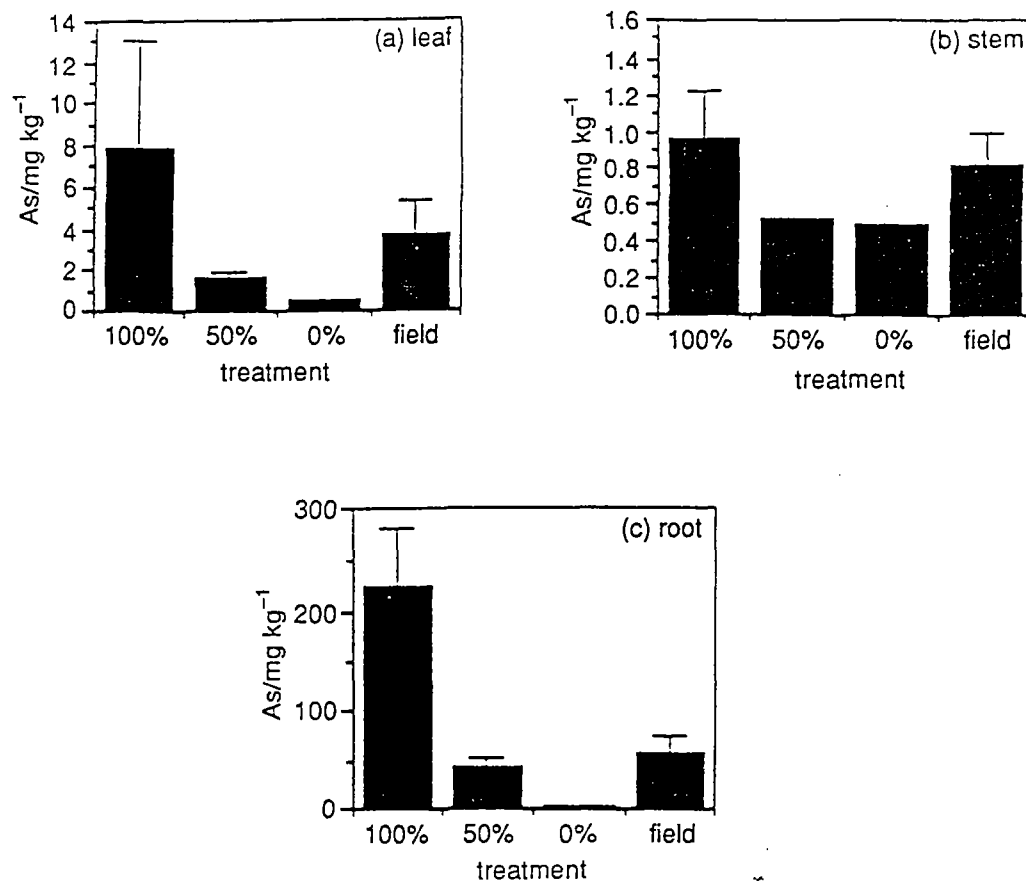 (a) leaf
As/mg kg⁻¹
14
12
10
8
6
4
2
0
100% 50% 0% field
treatment
(b) stem
As/mg kg⁻¹
1.6
1.4
1.2
1.0
0.8
0.6
0.4
0.2
0.0
100% 50% 0% field
treatment
(c) root
As/mg kg⁻¹
300
200
100
0
100% 50% 0% field
treatment